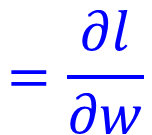 = ∂l/∂w